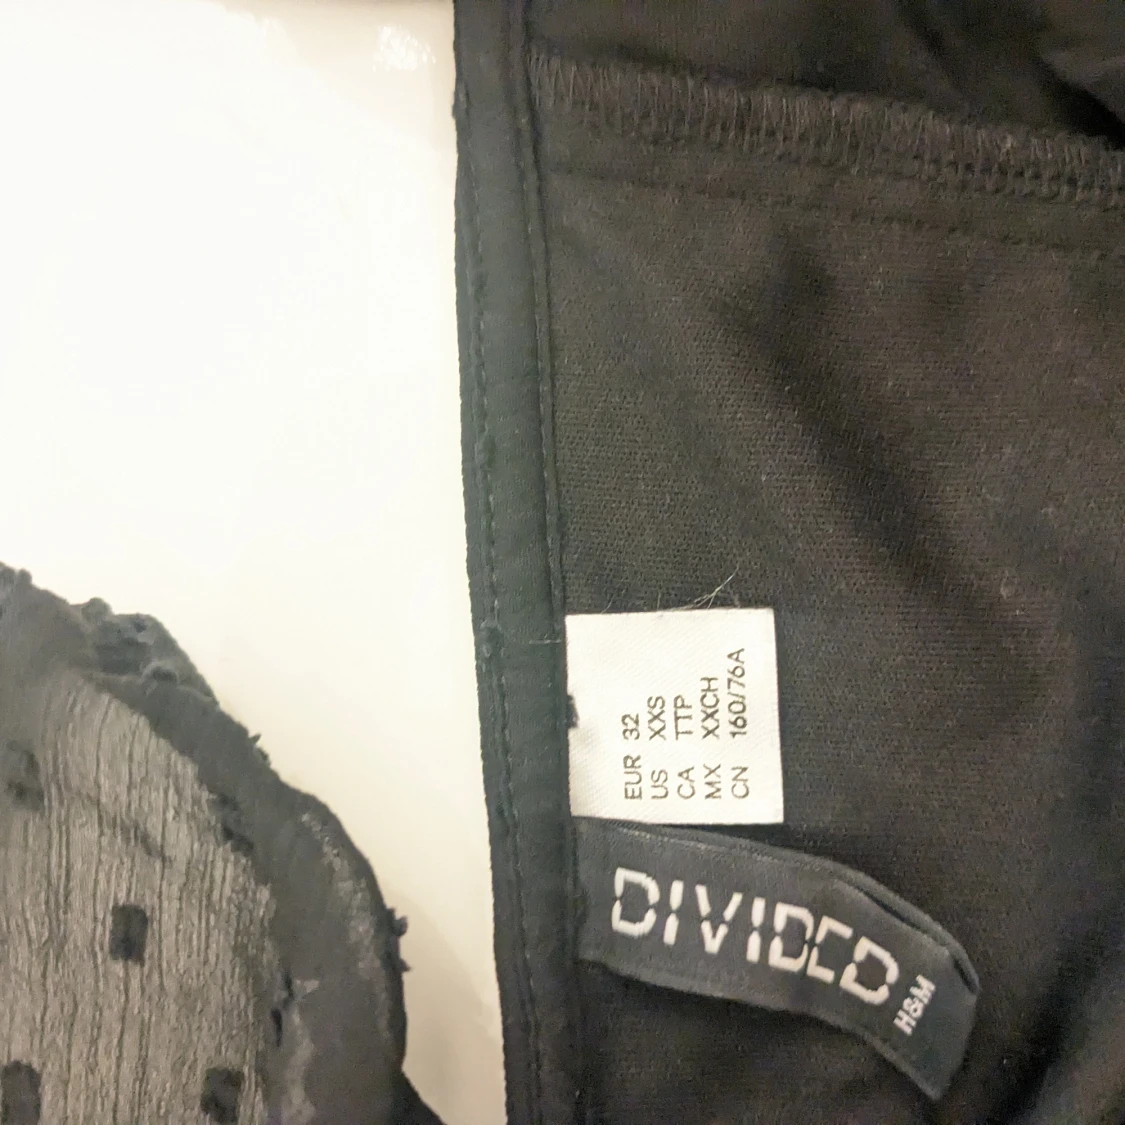 EUR 32
US XXS
CA TTP
MX XXCH
CN 160/76A
DIVIDED
H&M